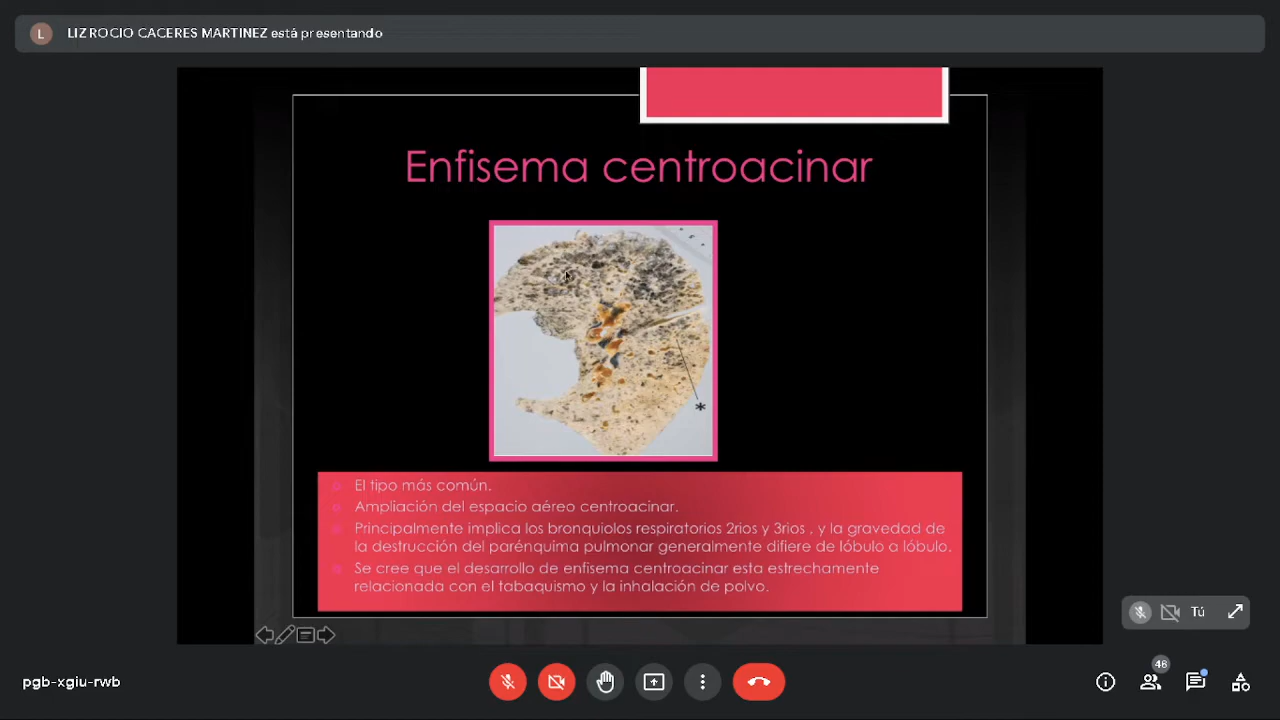 L LIZ ROCIO CACERES MARTINEZ está presentando
Enfisema centroacinar
*
El tipo más común.
Ampliación del espacio aéreo centroacinar.
Principalmente implica los bronquiolos respiratorios 2rios y 3rios , y la gravedad de
la destrucción del parénquima pulmonar generalmente difiere de lóbulo a lóbulo.
Se cree que el desarrollo de enfisema centroacinar esta estrechamente
relacionada con el tabaquismo y la inhalación de polvo.
Tú
pgb-xgiu-rwb
46